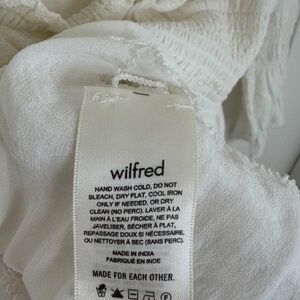 wilfred
HAND WASH COLD, DO NOT
BLEACH, DRY FLAT, COOL IRON
ONLY IF NEEDED, OR DRY
CLEAN (NO PERC). LAVER À LA
MAIN À L'EAU FROIDE, NE PAS
JAVELISER, SÉCHER À PLAT,
REPASSAGE DOUX SI NÉCESSAIRE,
OU NETTOYER À SEC (SANS PERC).
MADE IN INDIA
FABRIQUÉ EN INDE
MADE FOR EACH OTHER.